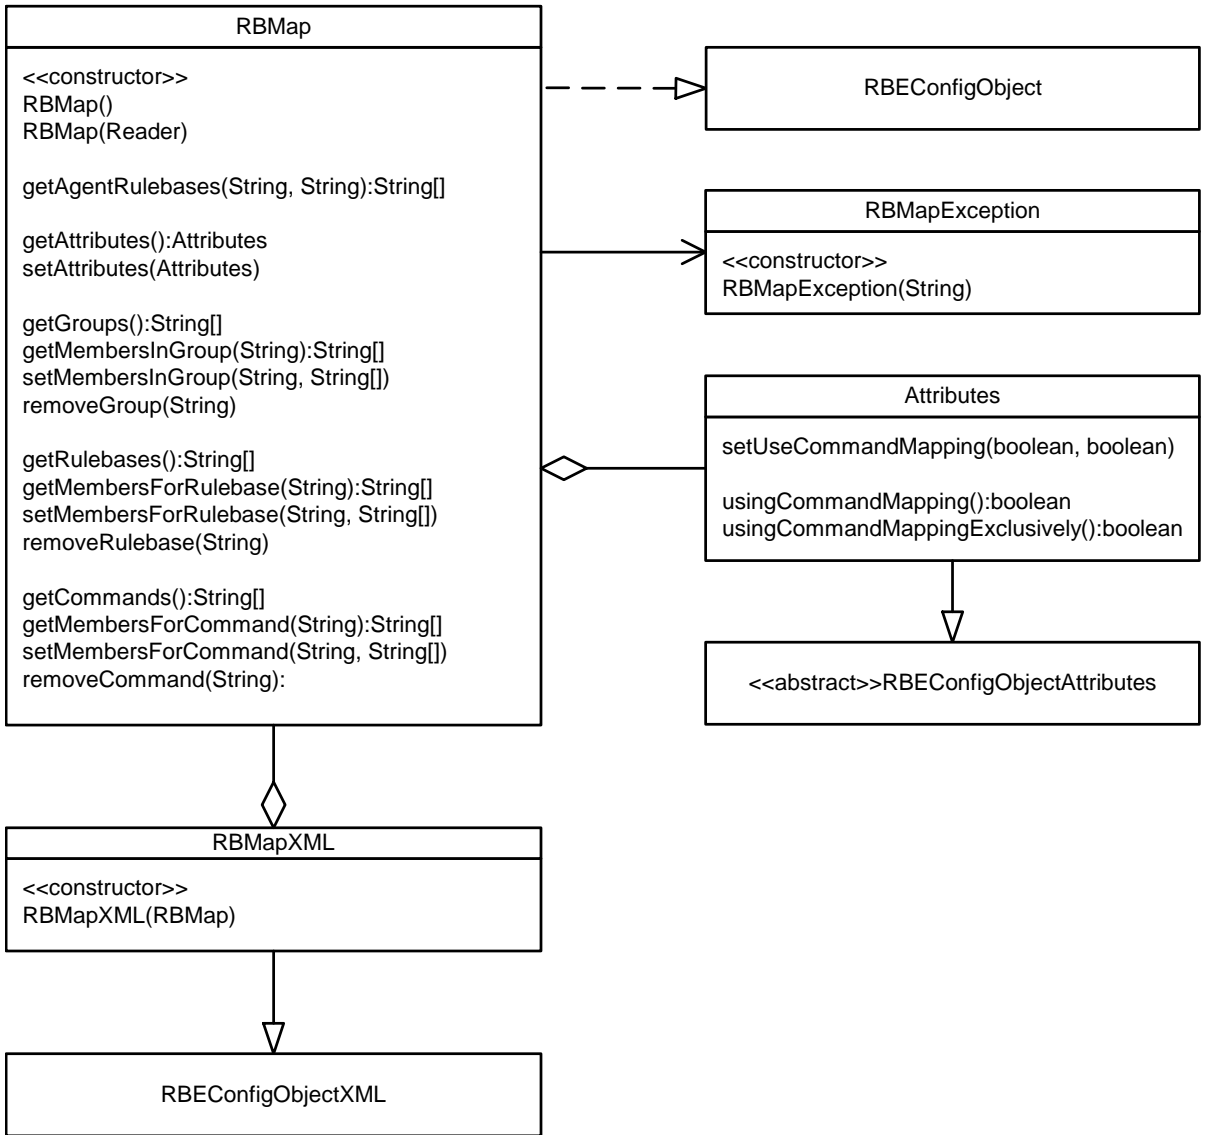 RBMap
<<constructor>>
RBMap()
RBMap(Reader)
getAgentRulebases(String, String):String[]
getAttributes():Attributes
setAttributes(Attributes)
getGroups():String[]
getMembersInGroup(String):String[]
setMembersInGroup(String, String[])
removeGroup(String)
getRulebases():String[]
getMembersForRulebase(String):String[]
setMembersForRulebase(String, String[])
removeRulebase(String)
getCommands():String[]
getMembersForCommand(String):String[]
setMembersForCommand(String, String[])
removeCommand(String):
RBEConfigObject
RBMapException
<<constructor>>
RBMapException(String)
Attributes
setUseCommandMapping(boolean, boolean)
usingCommandMapping():boolean
usingCommandMappingExclusively():boolean
<<abstract>>RBEConfigObjectAttributes
RBMapXML
<<constructor>>
RBMapXML(RBMap)
RBEConfigObjectXML